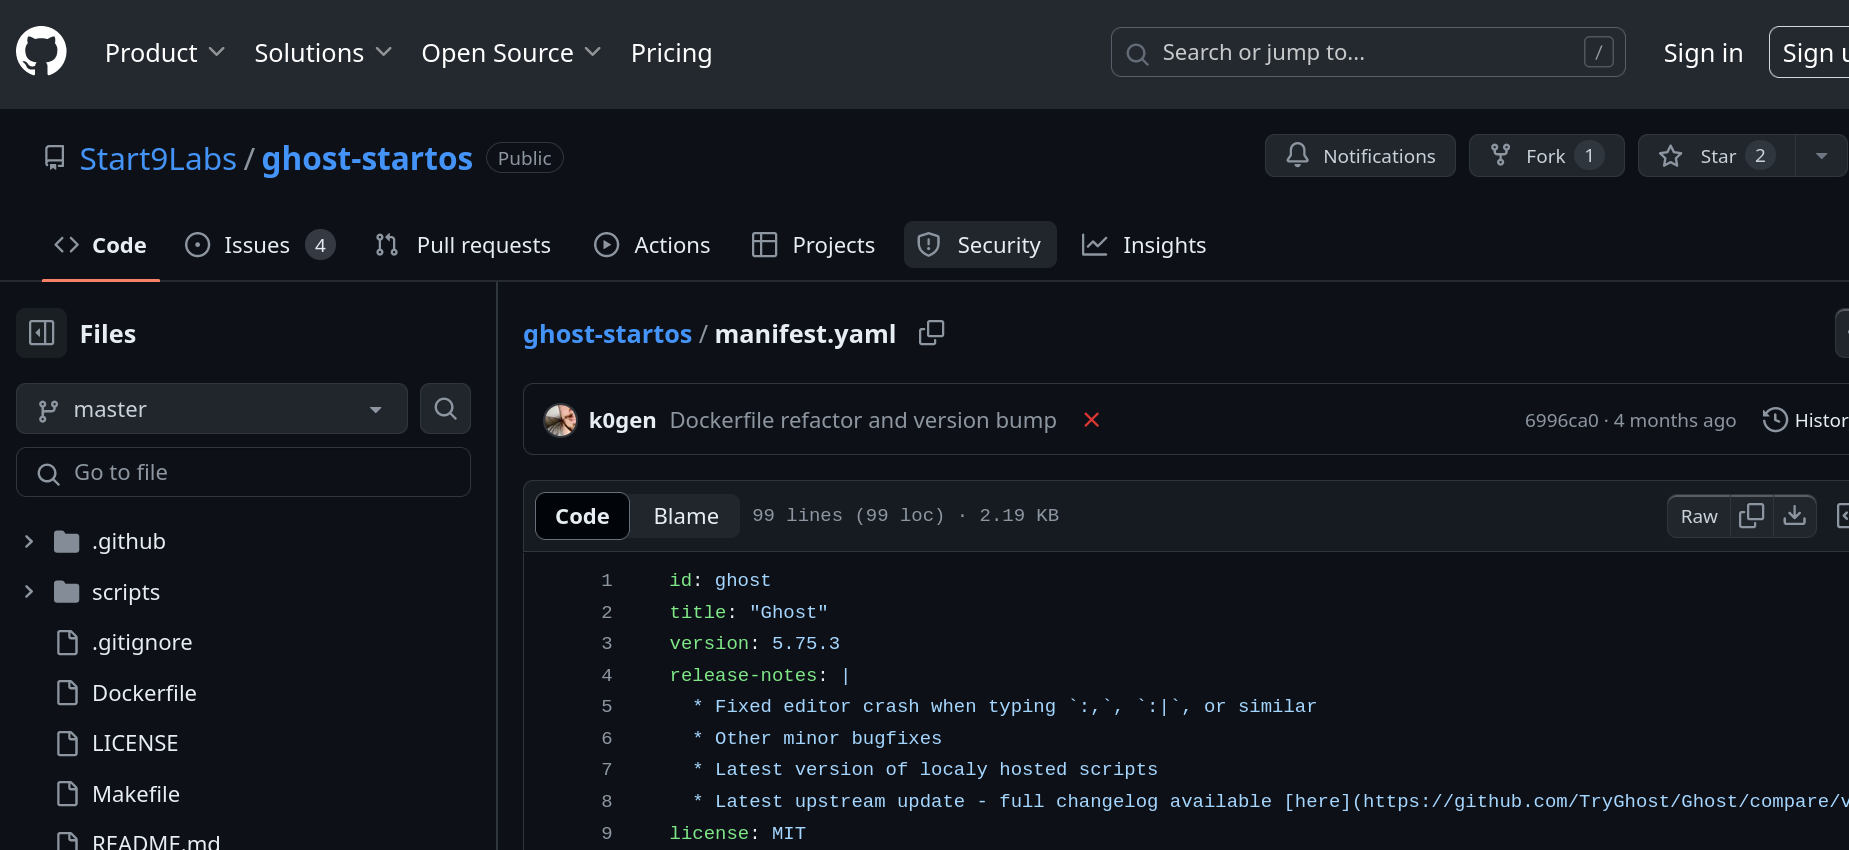 Product Solutions Open Source Pricing Search or jump to... / Sign in Sign u
Start9Labs / ghost-startos Public Notifications Fork 1 Star 2
Code Issues 4 Pull requests Actions Projects Security Insights
Files
master
Go to file
.github
scripts
.gitignore
Dockerfile
LICENSE
Makefile
README.md
ghost-startos / manifest.yaml
k0gen Dockerfile refactor and version bump 6996ca0 · 4 months ago Histor
Code Blame 99 lines (99 loc) · 2.19 KB Raw
1 id: ghost
2 title: "Ghost"
3 version: 5.75.3
4 release-notes: |
5 * Fixed editor crash when typing `:,`, `:|`, or similar
6 * Other minor bugfixes
7 * Latest version of localy hosted scripts
8 * Latest upstream update - full changelog available [here](https://github.com/TryGhost/Ghost/compare/v
9 license: MIT